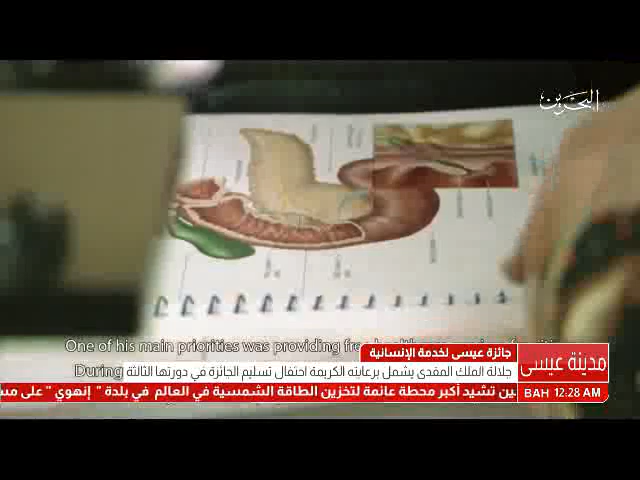 البحرين
One of his main priorities was providing
جائزة عيسى لخدمة الإنسانية
مدينة عيسى
During
جلالة الملك المفدى يشمل برعايته الكريمة احتفال تسليم الجائزة في دورتها الثالثة
BAH 12:28 AM
ين تشيد أكبر محطة عائمة لتخزين الطاقة الشمسية في العالم في بلدة " إنهوي " على